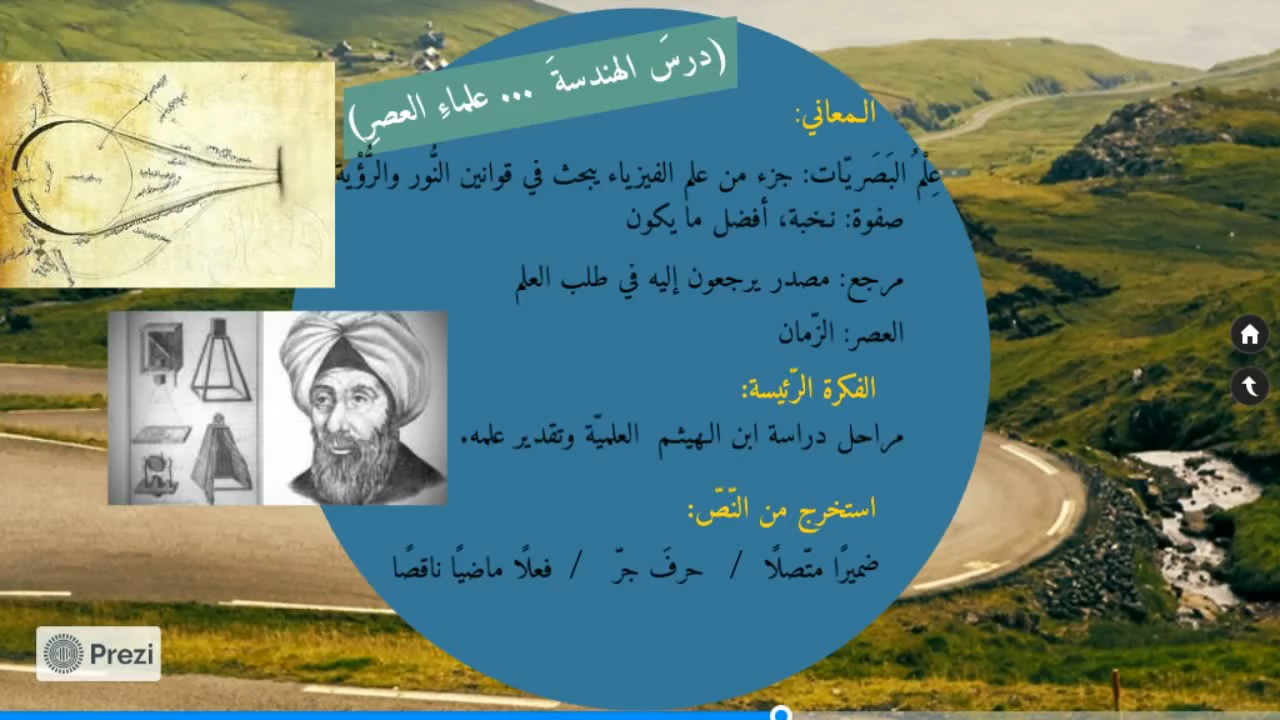 (درسَ الهندسةَ ... علماءِ العصرِ)
المعاني:
عِلْمُ البَصَريّات: جزء من علم الفيزياء يبحث في قوانين النُّور والرُّؤْية
صفوة: نخبة، أفضل ما يكون
مرجع: مصدر يرجعون إليه في طلب العلم
العصر: الزّمان
الفكرة الرّئيسة:
مراحل دراسة ابن الهيثم العلميّة وتقدير علمه.
استخرج من النّصّ:
ضميرًا متّصلًا / حرفَ جرّ / فعلًا ماضيًا ناقصًا
Prezi